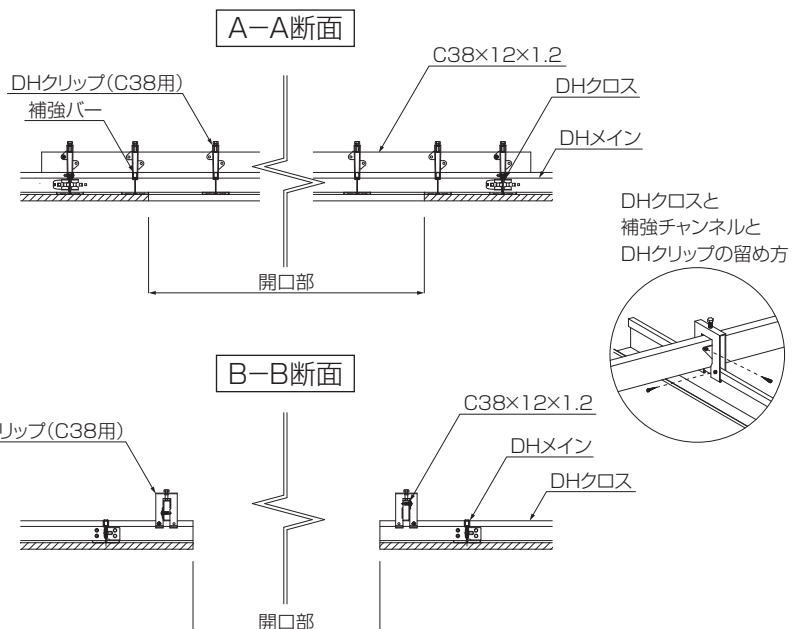 A−A断面
C38×12×1.2
DHクリップ(C38用)
DHクロス
補強バー
DHメイン
DHクロスと
補強チャンネルと
DHクリップの留め方
開口部
B−B断面
C38×12×1.2
リップ(C38用)
DHメイン
DHクロス
開口部